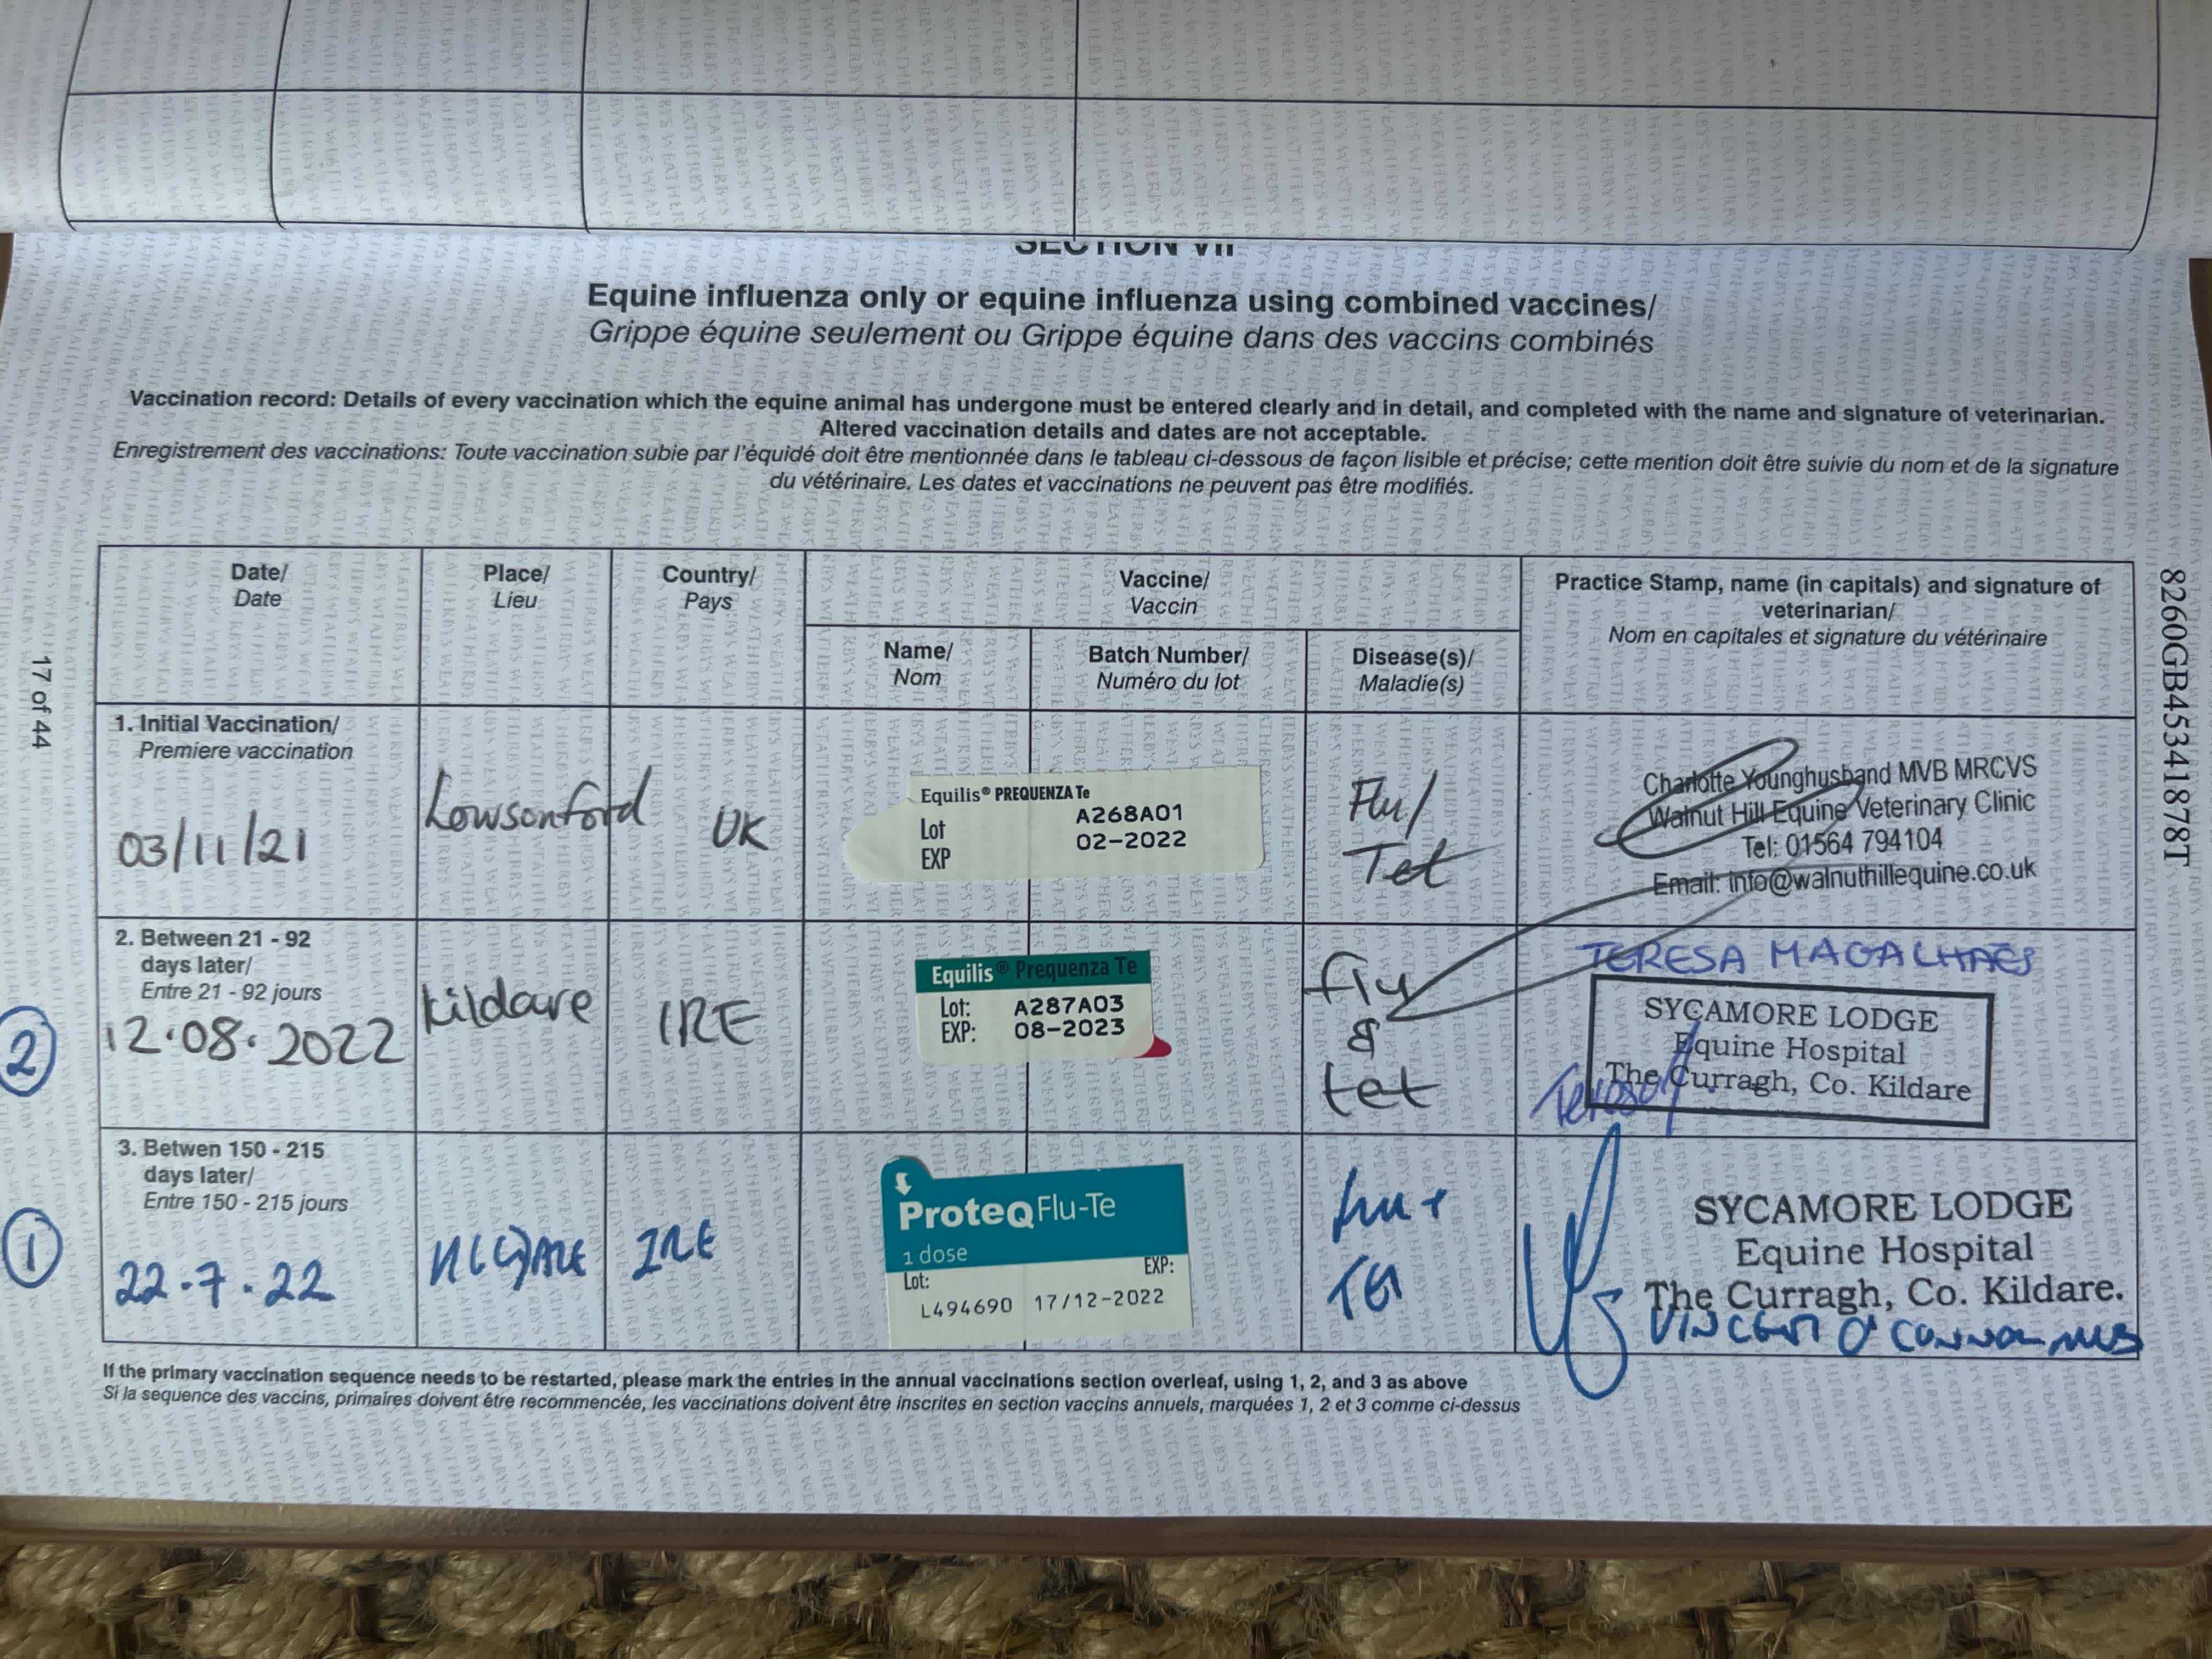 SECTION VII
Equine influenza only or equine influenza using combined vaccines/
Grippe équine seulement ou Grippe équine dans des vaccins combinés
Vaccination record: Details of every vaccination which the equine animal has undergone must be entered clearly and in detail, and completed with the name and signature of veterinarian.
Altered vaccination details and dates are not acceptable.
Enregistrement des vaccinations: Toute vaccination subie par l'équidé doit être mentionnée dans le tableau ci-dessous de façon lisible et précise; cette mention doit être suivie du nom et de la signature
du vétérinaire. Les dates et vaccinations ne peuvent pas être modifiés.
Date/
Date
Place/
Lieu
Country/
Pays
Vaccine/
Vaccin
Name/
Nom
Batch Number/
Numéro du lot
Disease(s)/
Maladie(s)
Practice Stamp, name (in capitals) and signature of
veterinarian/
Nom en capitales et signature du vétérinaire
1. Initial Vaccination/
Premiere vaccination
03/11/21
Lowsonford
UK
Equilis® PREQUENZA Te
Lot A268A01
EXP 02-2022
Flu/
Tet
Charlotte Younghusband MVB MRCVS
Walnut Hill Equine Veterinary Clinic
Tel: 01564 794104
Email: info@walnuthillequine.co.uk
2. Between 21 - 92
days later/
Entre 21 - 92 jours
2
12.08.2022
Kildare
IRE
Equilis® Prequenza Te
Lot: A287A03
EXP: 08-2023
flu
&
tet
TERESA MAGALHAES
SYCAMORE LODGE
Equine Hospital
The Curragh, Co. Kildare
3. Betwen 150 - 215
days later/
Entre 150 - 215 jours
1
22.7.22
KILDARE
IRE
ProteqFlu-Te
1 dose
Lot: EXP:
L494690 17/12-2022
flu +
TET
SYCAMORE LODGE
Equine Hospital
The Curragh, Co. Kildare.
VINCENT O'CONNOR MVB
If the primary vaccination sequence needs to be restarted, please mark the entries in the annual vaccinations section overleaf, using 1, 2, and 3 as above
Si la sequence des vaccins, primaires doivent être recommencée, les vaccinations doivent être inscrites en section vaccins annuels, marquées 1, 2 et 3 comme ci-dessous
17 of 44
8260GB45341878T